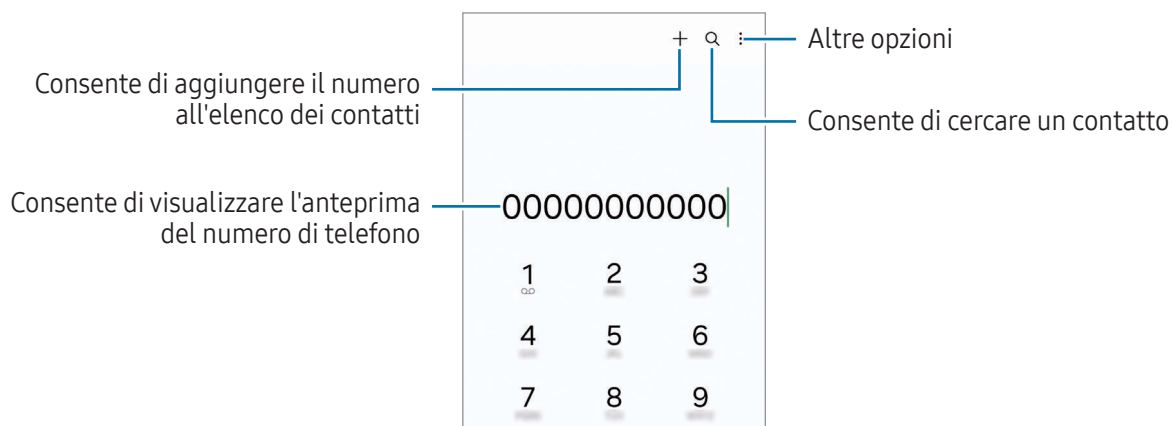 Altre opzioni
Consente di aggiungere il numero
all'elenco dei contatti
Consente di cercare un contatto
Consente di visualizzare l'anteprima
del numero di telefono
00000000000
1 2 3
4 5 6
7 8 9